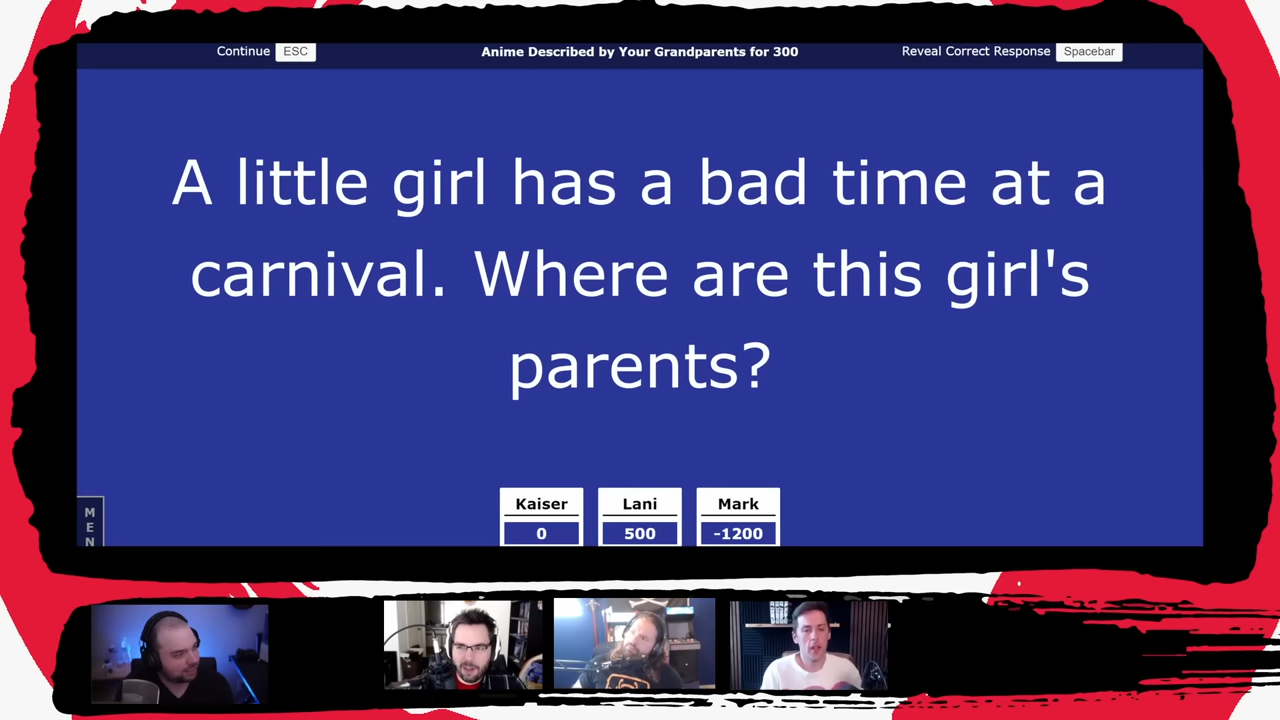 Continue ESC
Anime Described by Your Grandparents for 300
Reveal Correct Response Spacebar
A little girl has a bad time at a
carnival. Where are this girl's
parents?
MEN
Kaiser Lani Mark
0 500 -1200